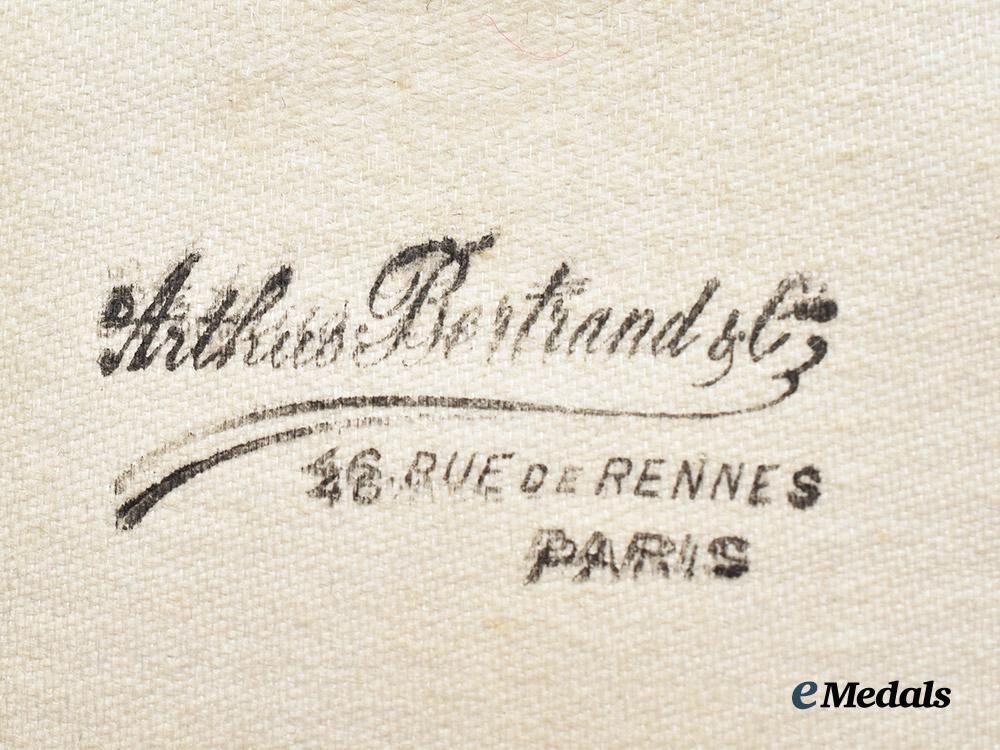 Arthus Bertrand & Cie
46 RUE DE RENNES
PARIS
eMedals